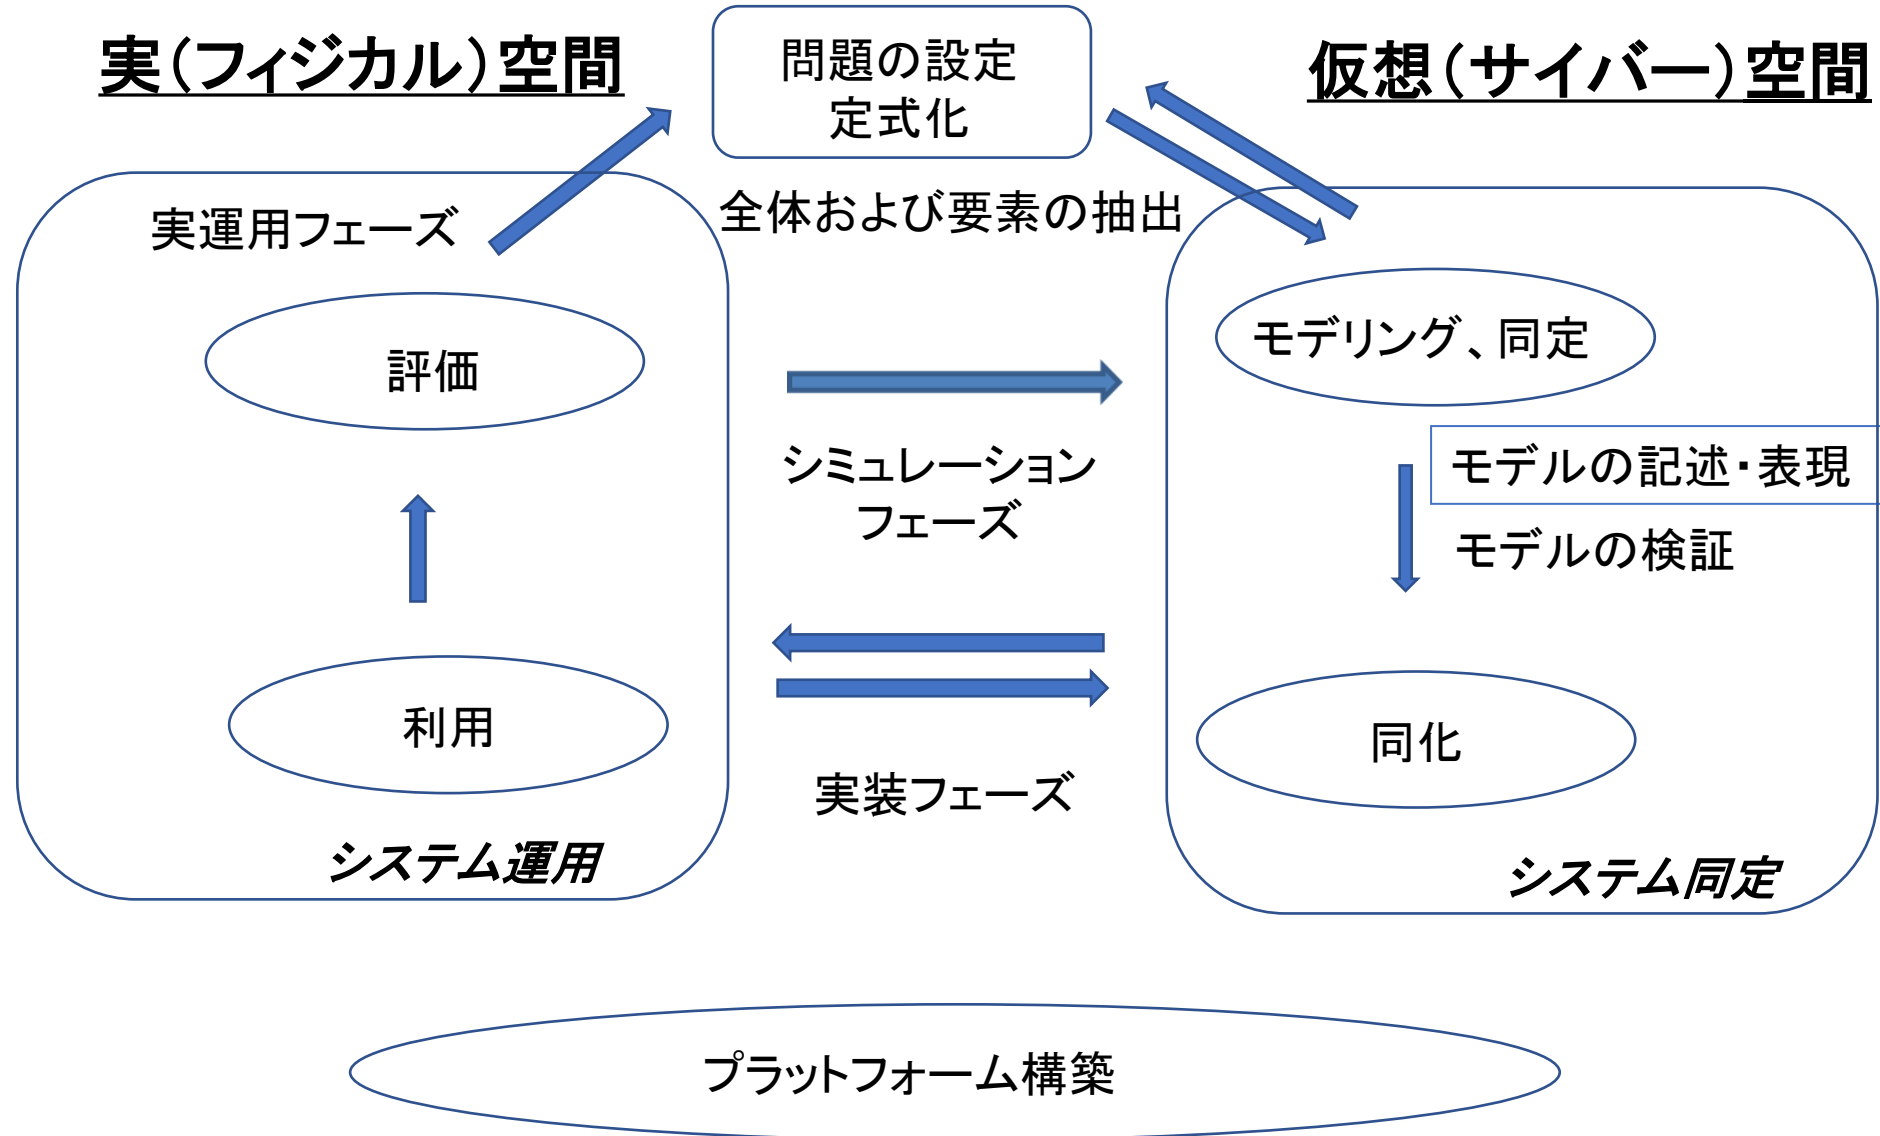 実（フィジカル）空間
問題の設定
定式化
仮想（サイバー）空間
実運用フェーズ
全体および要素の抽出
評価
モデリング、同定
シミュレーション
フェーズ
モデルの記述・表現
モデルの検証
利用
同化
実装フェーズ
システム運用
システム同定
プラットフォーム構築